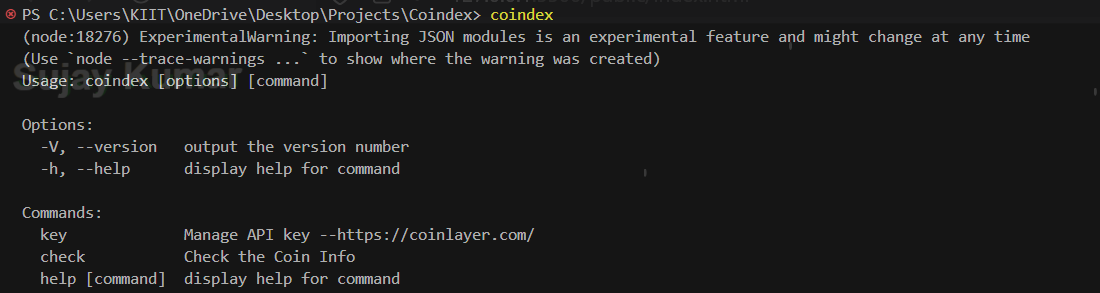 PS C:\Users\KIIT\OneDrive\Desktop\Projects\Coindex> coindex
(node:18276) ExperimentalWarning: Importing JSON modules is an experimental feature and might change at any time
(Use `node --trace-warnings ...` to show where the warning was created)
Sujay Kumar
Usage: coindex [options] [command]
Options:
  -V, --version   output the version number
  -h, --help      display help for command
Commands:
  key             Manage API key --https://coinlayer.com/
  check           Check the Coin Info
  help [command]  display help for command